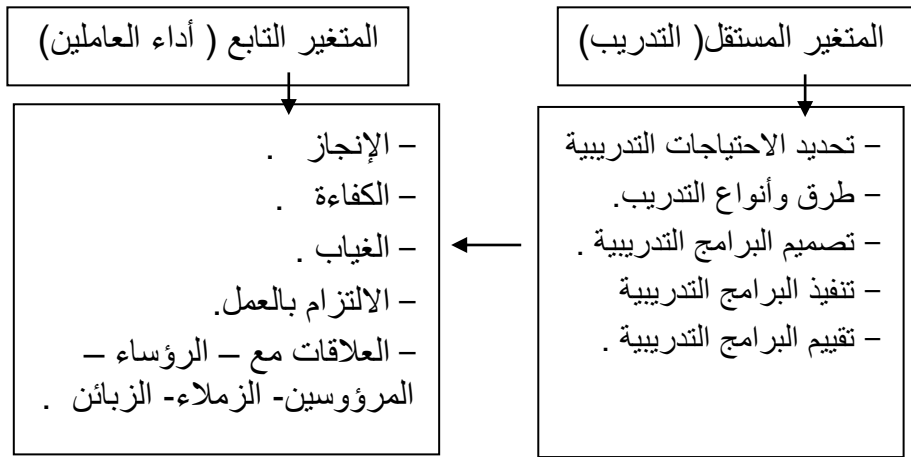 المتغير المستقل( التدريب)
– تحديد الاحتياجات التدريبية
– طرق وأنواع التدريب.
– تصميم البرامج التدريبية .
– تنفيذ البرامج التدريبية
– تقييم البرامج التدريبية .
المتغير التابع ( أداء العاملين)
– الإنجاز .
– الكفاءة .
– الغياب .
– الالتزام بالعمل.
– العلاقات مع – الرؤساء –
المرؤوسين- الزملاء- الزبائن .